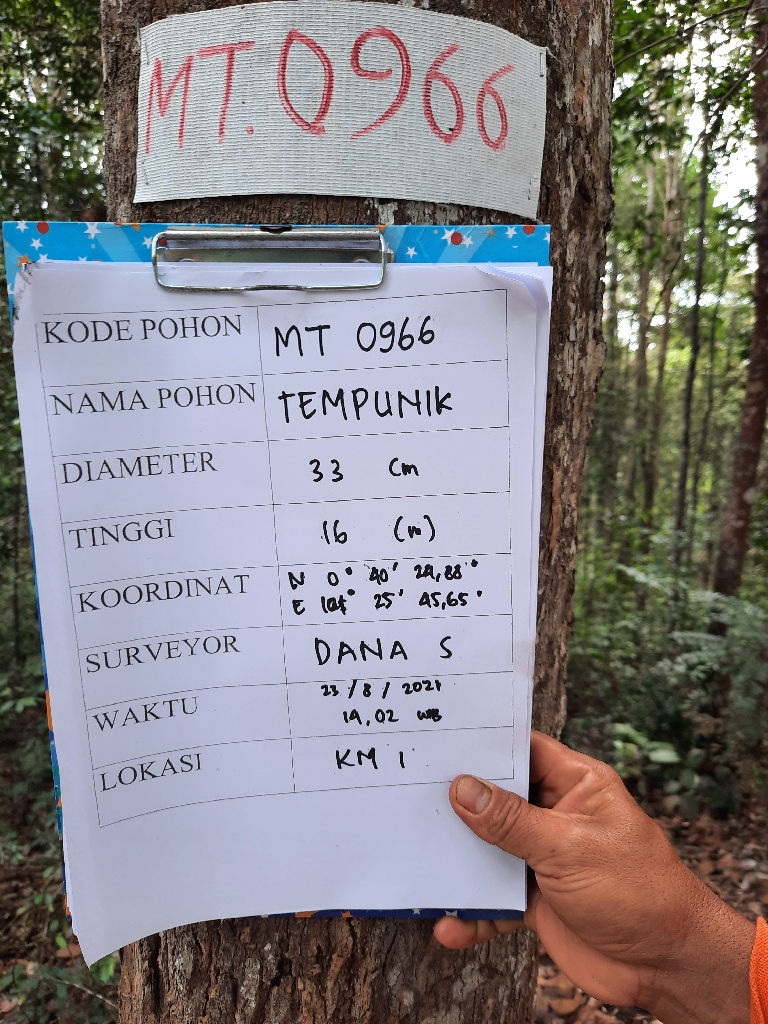 MT.0966
KODE POHON MT 0966
NAMA POHON TEMPUNIK
DIAMETER 33 Cm
TINGGI 16 (m)
KOORDINAT N 0° 40' 24,88"
E 104° 25' 45,65"
SURVEYOR DANA S
WAKTU 23/8/2021
14,02 WIB
LOKASI KM 1